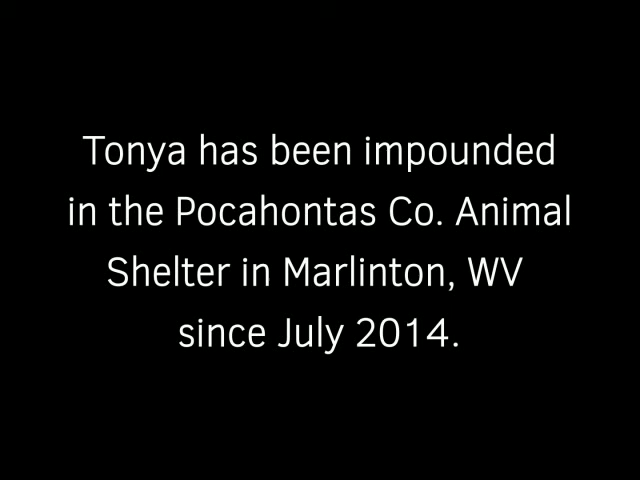 Tonya has been impounded
in the Pocahontas Co. Animal
Shelter in Marlinton, WV
since July 2014.